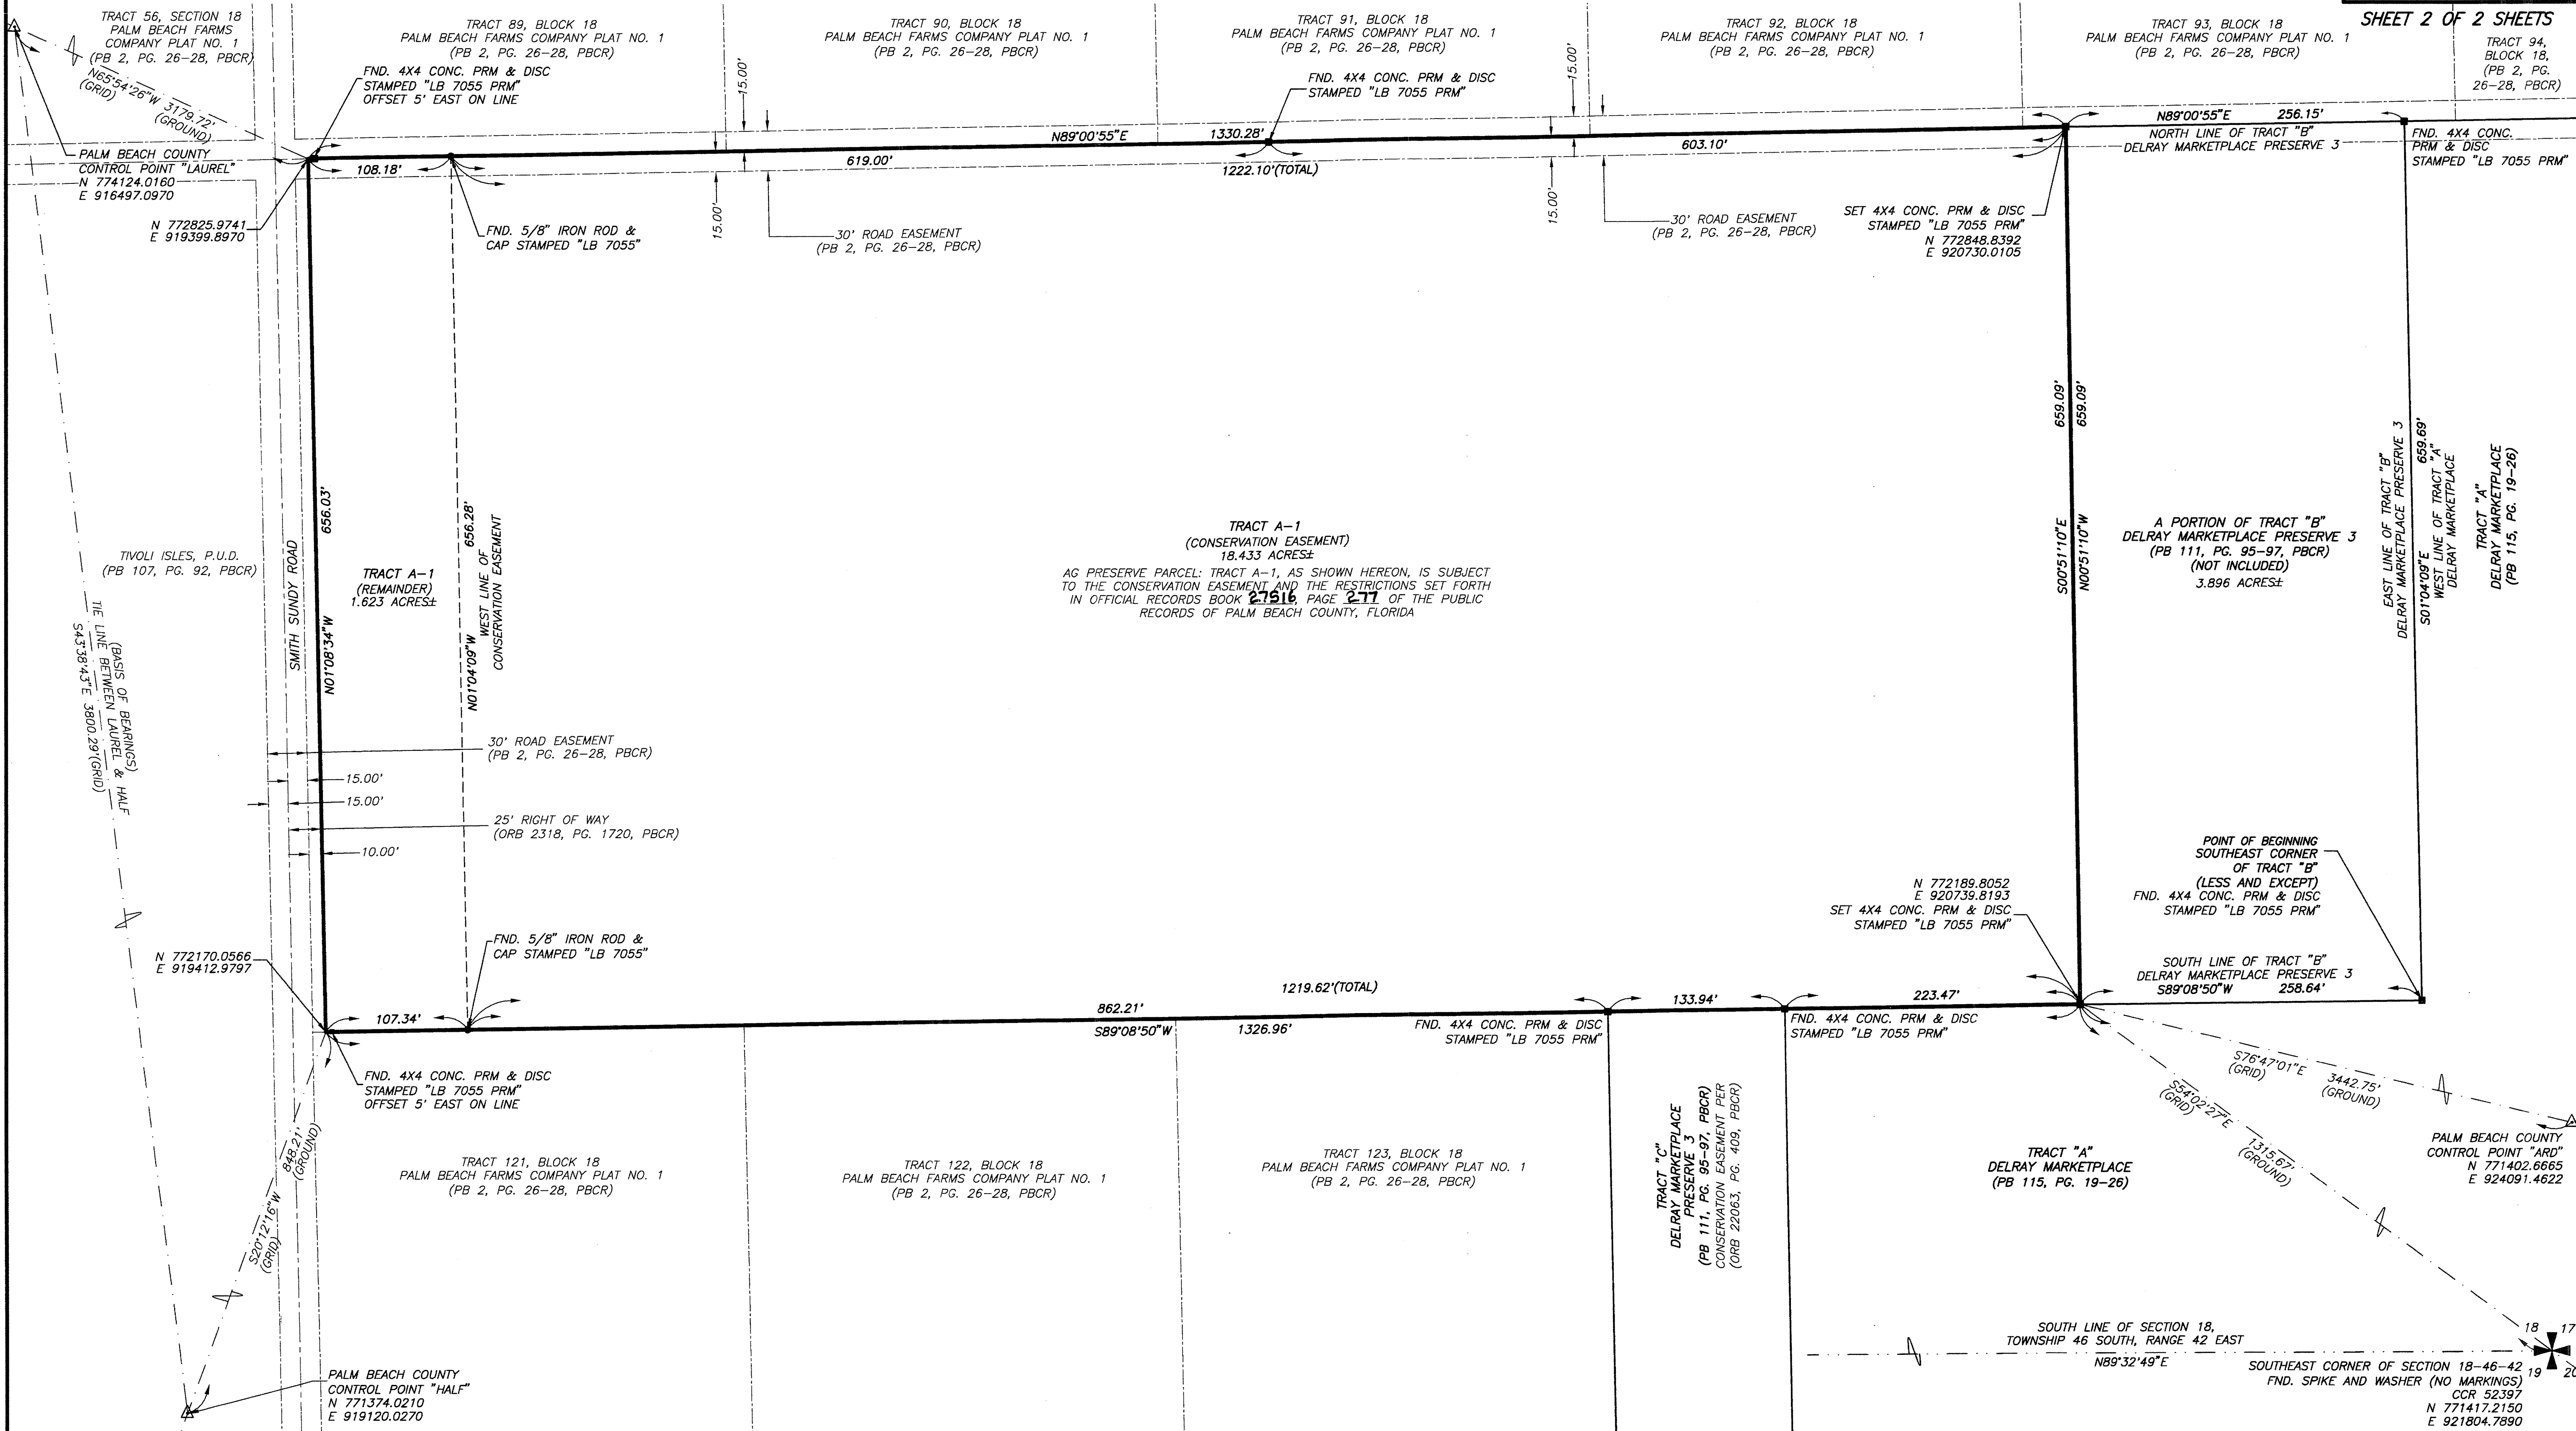 SHEET 2 OF 2 SHEETS
TRACT 56, SECTION 18
PALM BEACH FARMS
COMPANY PLAT NO. 1
(PB 2, PG. 26-28, PBCR)
TRACT 89, BLOCK 18
PALM BEACH FARMS COMPANY PLAT NO. 1
(PB 2, PG. 26-28, PBCR)
TRACT 90, BLOCK 18
PALM BEACH FARMS COMPANY PLAT NO. 1
(PB 2, PG. 26-28, PBCR)
TRACT 91, BLOCK 18
PALM BEACH FARMS COMPANY PLAT NO. 1
(PB 2, PG. 26-28, PBCR)
TRACT 92, BLOCK 18
PALM BEACH FARMS COMPANY PLAT NO. 1
(PB 2, PG. 26-28, PBCR)
TRACT 93, BLOCK 18
PALM BEACH FARMS COMPANY PLAT NO. 1
(PB 2, PG. 26-28, PBCR)
TRACT 94,
BLOCK 18,
(PB 2, PG.
26-28, PBCR)
N65°54'26"W 3179.72'
(GRID)
(GROUND)
FND. 4X4 CONC. PRM & DISC
STAMPED "LB 7055 PRM"
OFFSET 5' EAST ON LINE
15.00'
FND. 4X4 CONC. PRM & DISC
STAMPED "LB 7055 PRM"
15.00'
N89°00'55"E
1330.28'
N89°00'55"E 256.15'
NORTH LINE OF TRACT "B"
DELRAY MARKETPLACE PRESERVE 3
FND. 4X4 CONC.
PRM & DISC
STAMPED "LB 7055 PRM"
PALM BEACH COUNTY
CONTROL POINT "LAUREL"
N 774124.0160
E 916497.0970
108.18'
619.00'
1222.10'(TOTAL)
603.10'
15.00'
15.00'
N 772825.9741
E 919399.8970
FND. 5/8" IRON ROD &
CAP STAMPED "LB 7055"
30' ROAD EASEMENT
(PB 2, PG. 26-28, PBCR)
30' ROAD EASEMENT
(PB 2, PG. 26-28, PBCR)
SET 4X4 CONC. PRM & DISC
STAMPED "LB 7055 PRM"
N 772848.8392
E 920730.0105
TIVOLI ISLES, P.U.D.
(PB 107, PG. 92, PBCR)
(BASIS OF BEARINGS)
TIE LINE BETWEEN LAUREL & HALF
S43°38'43"E 3800.29'(GRID)
SMITH SUNDY ROAD
N01°08'34"W 656.03'
TRACT A-1
(REMAINDER)
1.623 ACRES±
N01°04'09"W 656.28'
WEST LINE OF
CONSERVATION EASEMENT
TRACT A-1
(CONSERVATION EASEMENT)
18.433 ACRES±
AG PRESERVE PARCEL: TRACT A-1, AS SHOWN HEREON, IS SUBJECT
TO THE CONSERVATION EASEMENT AND THE RESTRICTIONS SET FORTH
IN OFFICIAL RECORDS BOOK 27516, PAGE 277 OF THE PUBLIC
RECORDS OF PALM BEACH COUNTY, FLORIDA
S00°51'10"E 659.09'
N00°51'10"W 659.09'
A PORTION OF TRACT "B"
DELRAY MARKETPLACE PRESERVE 3
(PB 111, PG. 95-97, PBCR)
(NOT INCLUDED)
3.896 ACRES±
EAST LINE OF TRACT "B"
DELRAY MARKETPLACE PRESERVE 3
S01°04'09"E 659.69'
WEST LINE OF TRACT "A"
DELRAY MARKETPLACE
TRACT "A"
DELRAY MARKETPLACE
(PB 115, PG. 19-26)
30' ROAD EASEMENT
(PB 2, PG. 26-28, PBCR)
15.00'
15.00'
25' RIGHT OF WAY
(ORB 2318, PG. 1720, PBCR)
10.00'
POINT OF BEGINNING
SOUTHEAST CORNER
OF TRACT "B"
(LESS AND EXCEPT)
FND. 4X4 CONC. PRM & DISC
STAMPED "LB 7055 PRM"
N 772189.8052
E 920739.8193
SET 4X4 CONC. PRM & DISC
STAMPED "LB 7055 PRM"
N 772170.0566
E 919412.9797
FND. 5/8" IRON ROD &
CAP STAMPED "LB 7055"
SOUTH LINE OF TRACT "B"
DELRAY MARKETPLACE PRESERVE 3
S89°08'50"W 258.64'
1219.62'(TOTAL)
107.34'
862.21'
133.94'
223.47'
S89°08'50"W
1326.96'
FND. 4X4 CONC. PRM & DISC
STAMPED "LB 7055 PRM"
FND. 4X4 CONC. PRM & DISC
STAMPED "LB 7055 PRM"
FND. 4X4 CONC. PRM & DISC
STAMPED "LB 7055 PRM"
OFFSET 5' EAST ON LINE
S20°12'16"W 848.21'
(GRID)
(GROUND)
TRACT 121, BLOCK 18
PALM BEACH FARMS COMPANY PLAT NO. 1
(PB 2, PG. 26-28, PBCR)
TRACT 122, BLOCK 18
PALM BEACH FARMS COMPANY PLAT NO. 1
(PB 2, PG. 26-28, PBCR)
TRACT 123, BLOCK 18
PALM BEACH FARMS COMPANY PLAT NO. 1
(PB 2, PG. 26-28, PBCR)
TRACT "C"
DELRAY MARKETPLACE
PRESERVE 3
(PB 111, PG. 95-97, PBCR)
CONSERVATION EASEMENT PER
(ORB 22063, PG. 409, PBCR)
TRACT "A"
DELRAY MARKETPLACE
(PB 115, PG. 19-26)
S76°47'01"E 3442.75'
(GRID)
(GROUND)
S54°02'27"E 1315.67'
(GRID)
(GROUND)
PALM BEACH COUNTY
CONTROL POINT "ARD"
N 771402.6665
E 924091.4622
PALM BEACH COUNTY
CONTROL POINT "HALF"
N 771374.0210
E 919120.0270
SOUTH LINE OF SECTION 18,
TOWNSHIP 46 SOUTH, RANGE 42 EAST
N89°32'49"E
18 17
19 20
SOUTHEAST CORNER OF SECTION 18-46-42
FND. SPIKE AND WASHER (NO MARKINGS)
CCR 52397
N 771417.2150
E 921804.7890